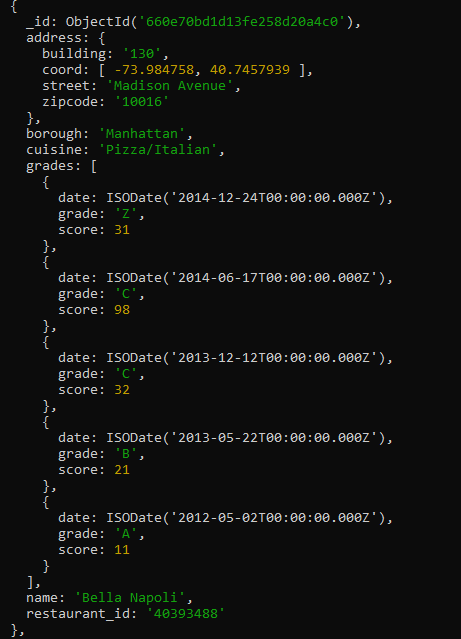 {
  _id: ObjectId('660e70bd1d13fe258d20a4c0'),
  address: {
    building: '130',
    coord: [ -73.984758, 40.7457939 ],
    street: 'Madison Avenue',
    zipcode: '10016'
  },
  borough: 'Manhattan',
  cuisine: 'Pizza/Italian',
  grades: [
    {
      date: ISODate('2014-12-24T00:00:00.000Z'),
      grade: 'Z',
      score: 31
    },
    {
      date: ISODate('2014-06-17T00:00:00.000Z'),
      grade: 'C',
      score: 98
    },
    {
      date: ISODate('2013-12-12T00:00:00.000Z'),
      grade: 'C',
      score: 32
    },
    {
      date: ISODate('2013-05-22T00:00:00.000Z'),
      grade: 'B',
      score: 21
    },
    {
      date: ISODate('2012-05-02T00:00:00.000Z'),
      grade: 'A',
      score: 11
    }
  ],
  name: 'Bella Napoli',
  restaurant_id: '40393488'
},